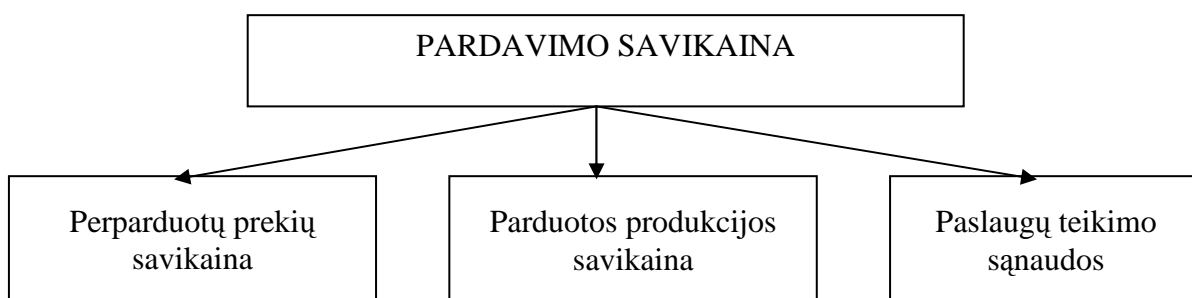 PARDAVIMO SAVIKAINA
Perparduotų prekių
savikaina
Parduotos produkcijos
savikaina
Paslaugų teikimo
sąnaudos